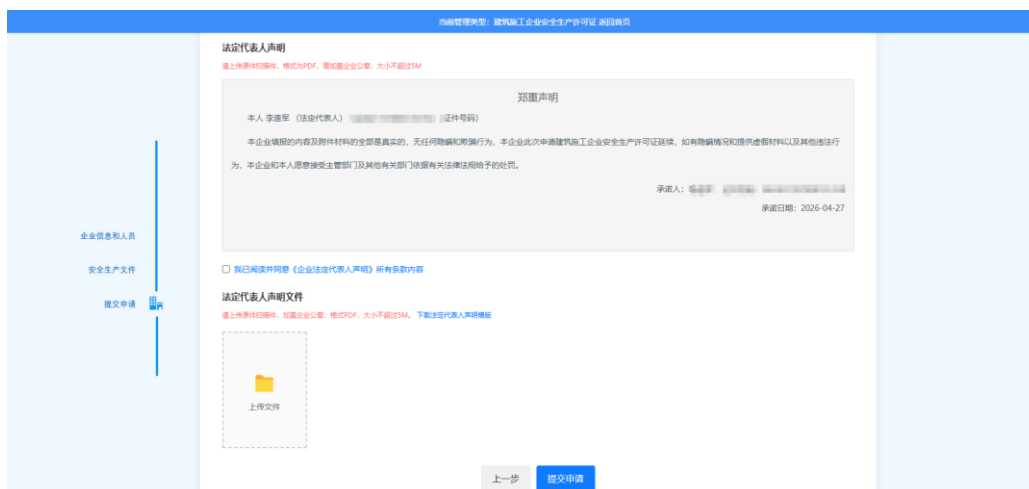 当前管理类型：建筑施工企业安全生产许可证 返回首页
法定代表人声明
请上传原件扫描件，格式为PDF，需加盖企业公章，大小不超过5M
郑重声明
本人 李逢军 （法定代表人） （证件号码）
本企业填报的内容及附件材料的全部是真实的，无任何隐瞒和欺骗行为，本企业此次申请建筑施工企业安全生产许可证延续，如有隐瞒情况和提供虚假材料以及其他违法行
为，本企业和本人愿意接受主管部门及其他有关部门依据有关法律法规给予的处罚。
承诺人：
承诺日期：2026-04-27
企业信息和人员
安全生产文件
提交申请
我已阅读并同意《企业法定代表人声明》所有条款内容
法定代表人声明文件
请上传原件扫描件，加盖企业公章，格式PDF，大小不超过5M。 下载法定代表人声明模板
上传文件
上一步
提交申请